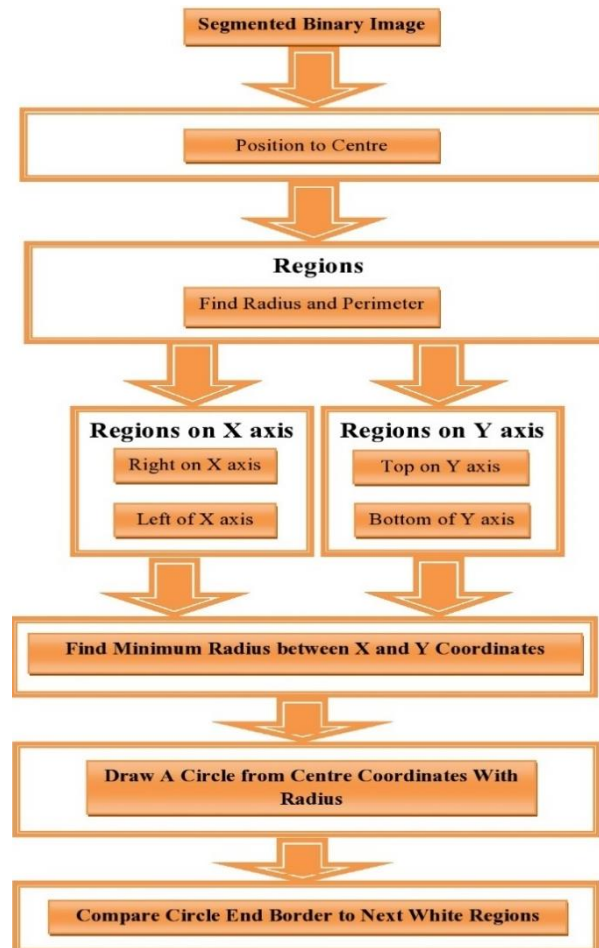 Segmented Binary Image
Position to Centre
Regions
Find Radius and Perimeter
Regions on X axis
Right on X axis
Left of X axis
Regions on Y axis
Top on Y axis
Bottom of Y axis
Find Minimum Radius between X and Y Coordinates
Draw A Circle from Centre Coordinates With
Radius
Compare Circle End Border to Next White Regions